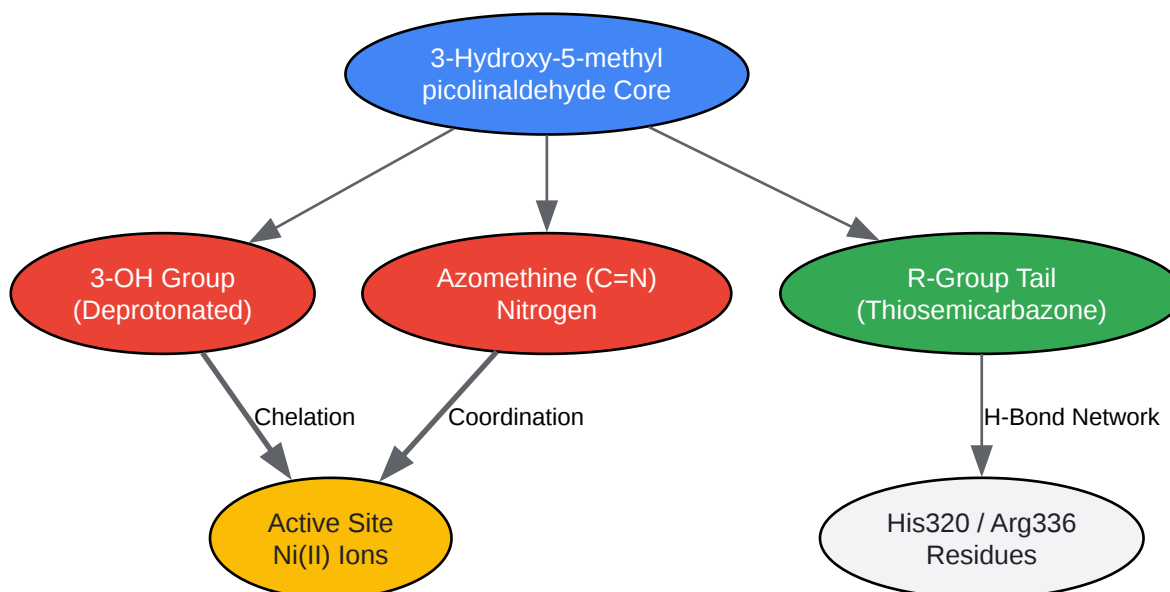 3-Hydroxy-5-methyl
picolinaldehyde Core
3-OH Group
(Deprotonated)
Azomethine (C=N)
Nitrogen
R-Group Tail
(Thiosemicarbazone)
Chelation
Coordination
H-Bond Network
Active Site
Ni(II) Ions
His320 / Arg336
Residues